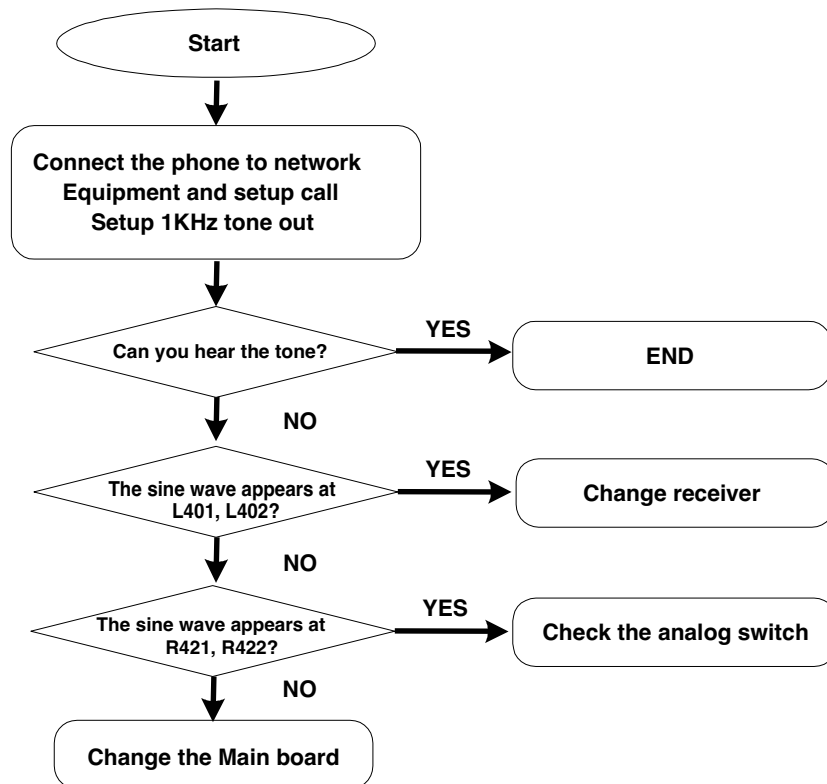 Start
Connect the phone to network
Equipment and setup call
Setup 1KHz tone out
Can you hear the tone?
YES
END
NO
The sine wave appears at
L401, L402?
YES
Change receiver
NO
The sine wave appears at
R421, R422?
YES
Check the analog switch
NO
Change the Main board